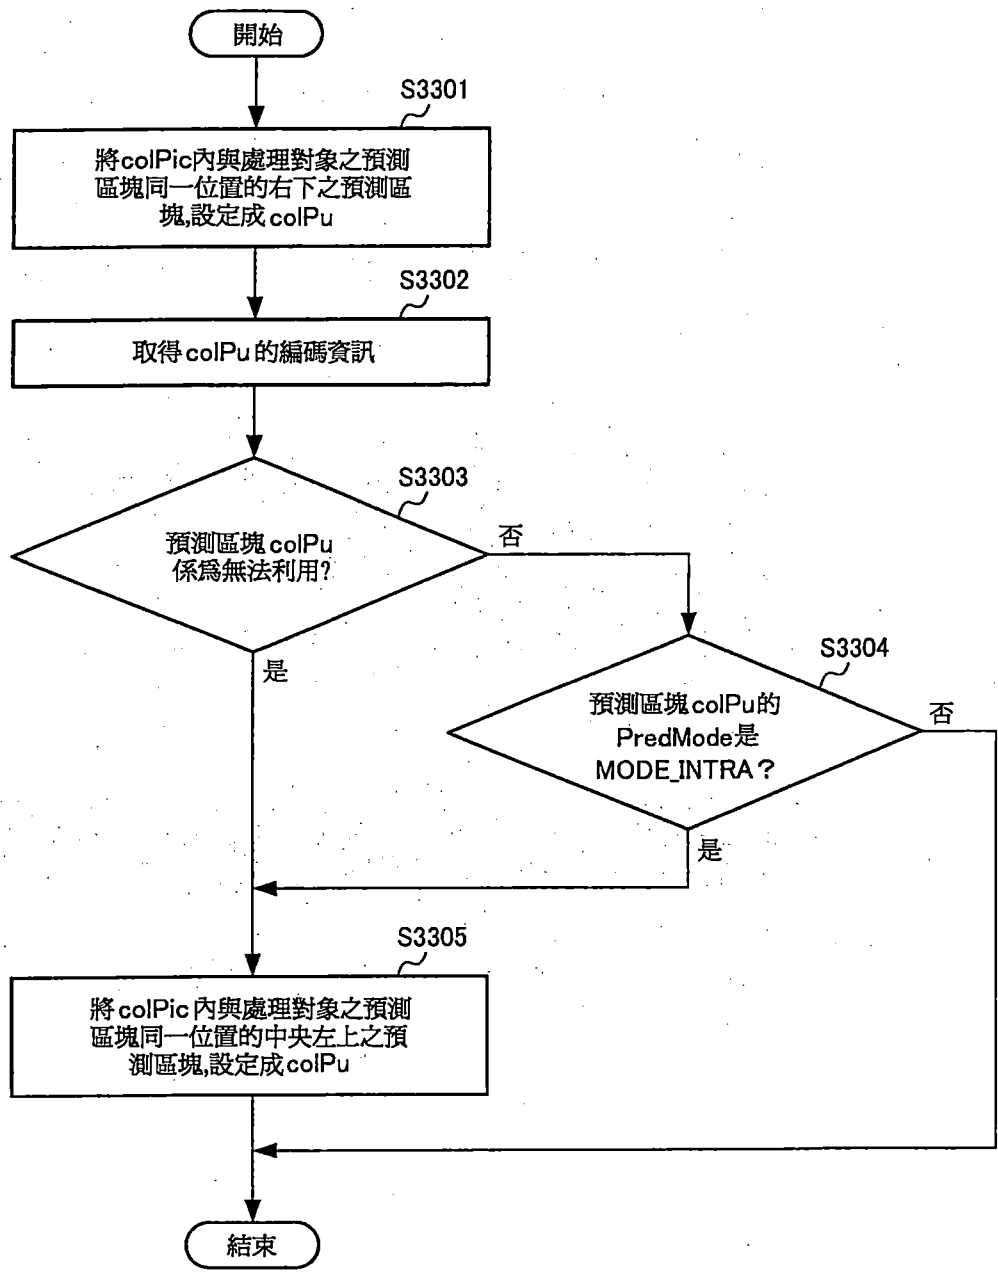 開始
S3301
將colPic內與處理對象之預測
區塊同一位置的右下之預測區
塊,設定成colPu
S3302
取得colPu的編碼資訊
S3303
預測區塊colPu
係爲無法利用?
否
是
S3304
預測區塊colPu的
PredMode是
MODE_INTRA？
否
是
S3305
將colPic內與處理對象之預測
區塊同一位置的中央左上之預
測區塊,設定成colPu
結束